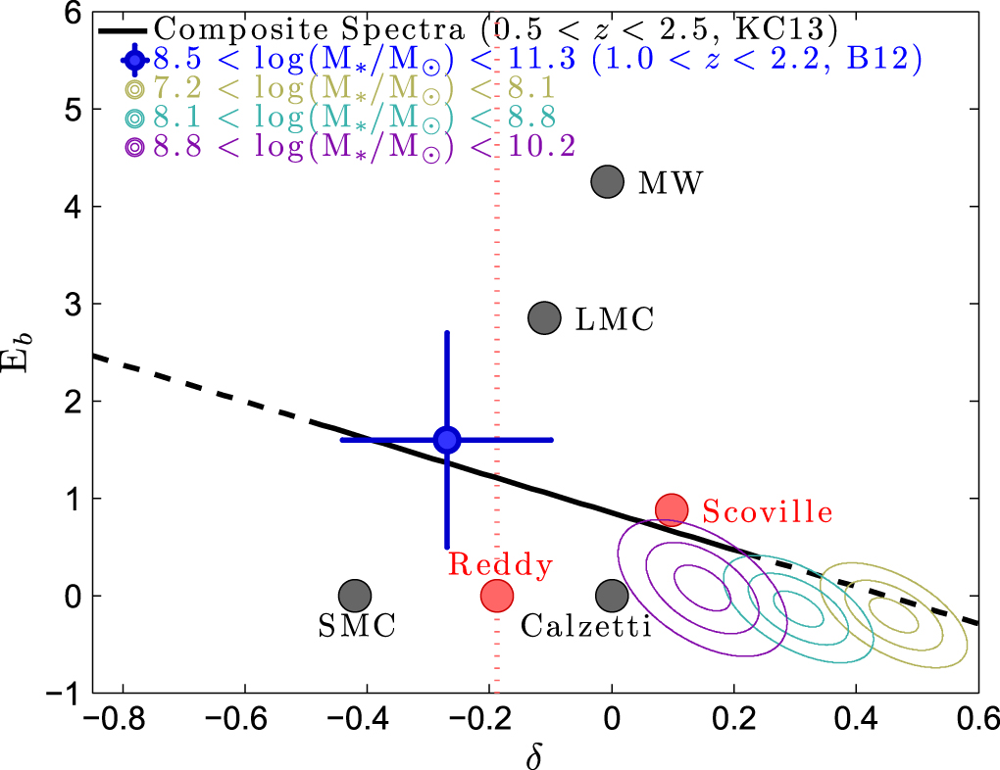 Composite Spectra (0.5 < z < 2.5, KC13)
8.5 < log(M∗/M⊙) < 11.3 (1.0 < z < 2.2, B12)
7.2 < log(M∗/M⊙) < 8.1
8.1 < log(M∗/M⊙) < 8.8
8.8 < log(M∗/M⊙) < 10.2
6
5
4
3
2
1
0
−1
E_b
MW
LMC
Scoville
Reddy
SMC
Calzetti
−0.8 −0.6 −0.4 −0.2 0 0.2 0.4 0.6
δ